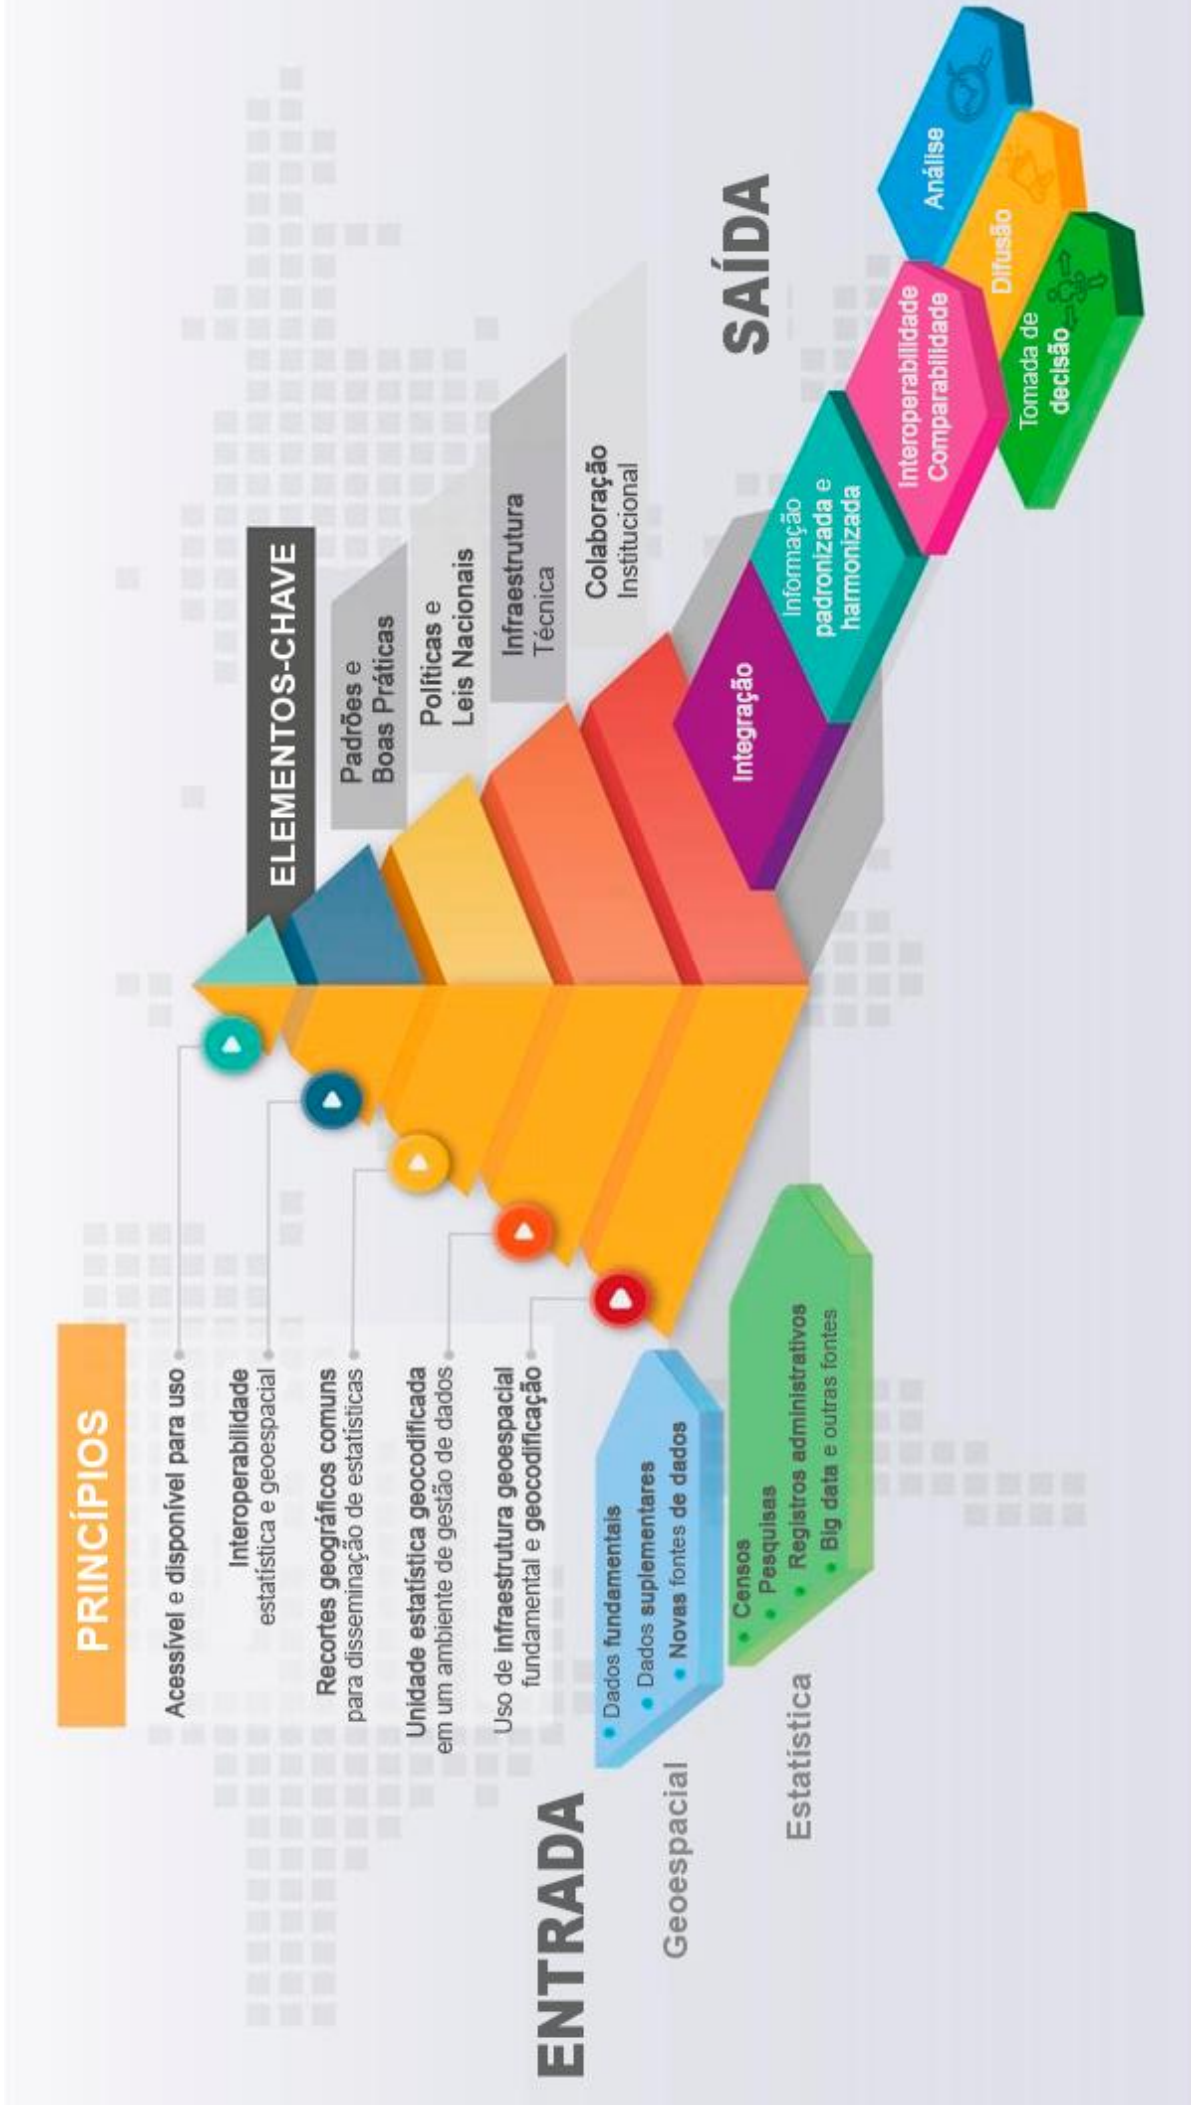 PRINCÍPIOS
Acessível e disponível para uso
Interoperabilidade
estatística e geoespacial
Recortes geográficos comuns
para disseminação de estatísticas
Unidade estatística geocodificada
em um ambiente de gestão de dados
Uso de infraestrutura geoespacial
fundamental e geocodificação
ELEMENTOS-CHAVE
Padrões e
Boas Práticas
Políticas e
Leis Nacionais
Infraestrutura
Técnica
Colaboração
Institucional
ENTRADA
Geoespacial
• Dados fundamentais
• Dados suplementares
• Novas fontes de dados
Estatística
• Censos
• Pesquisas
• Registros administrativos
• Big data e outras fontes
SAÍDA
Integração
Informação
padronizada e
harmonizada
Interoperabilidade
Comparabilidade
Análise
Difusão
Tomada de
decisão